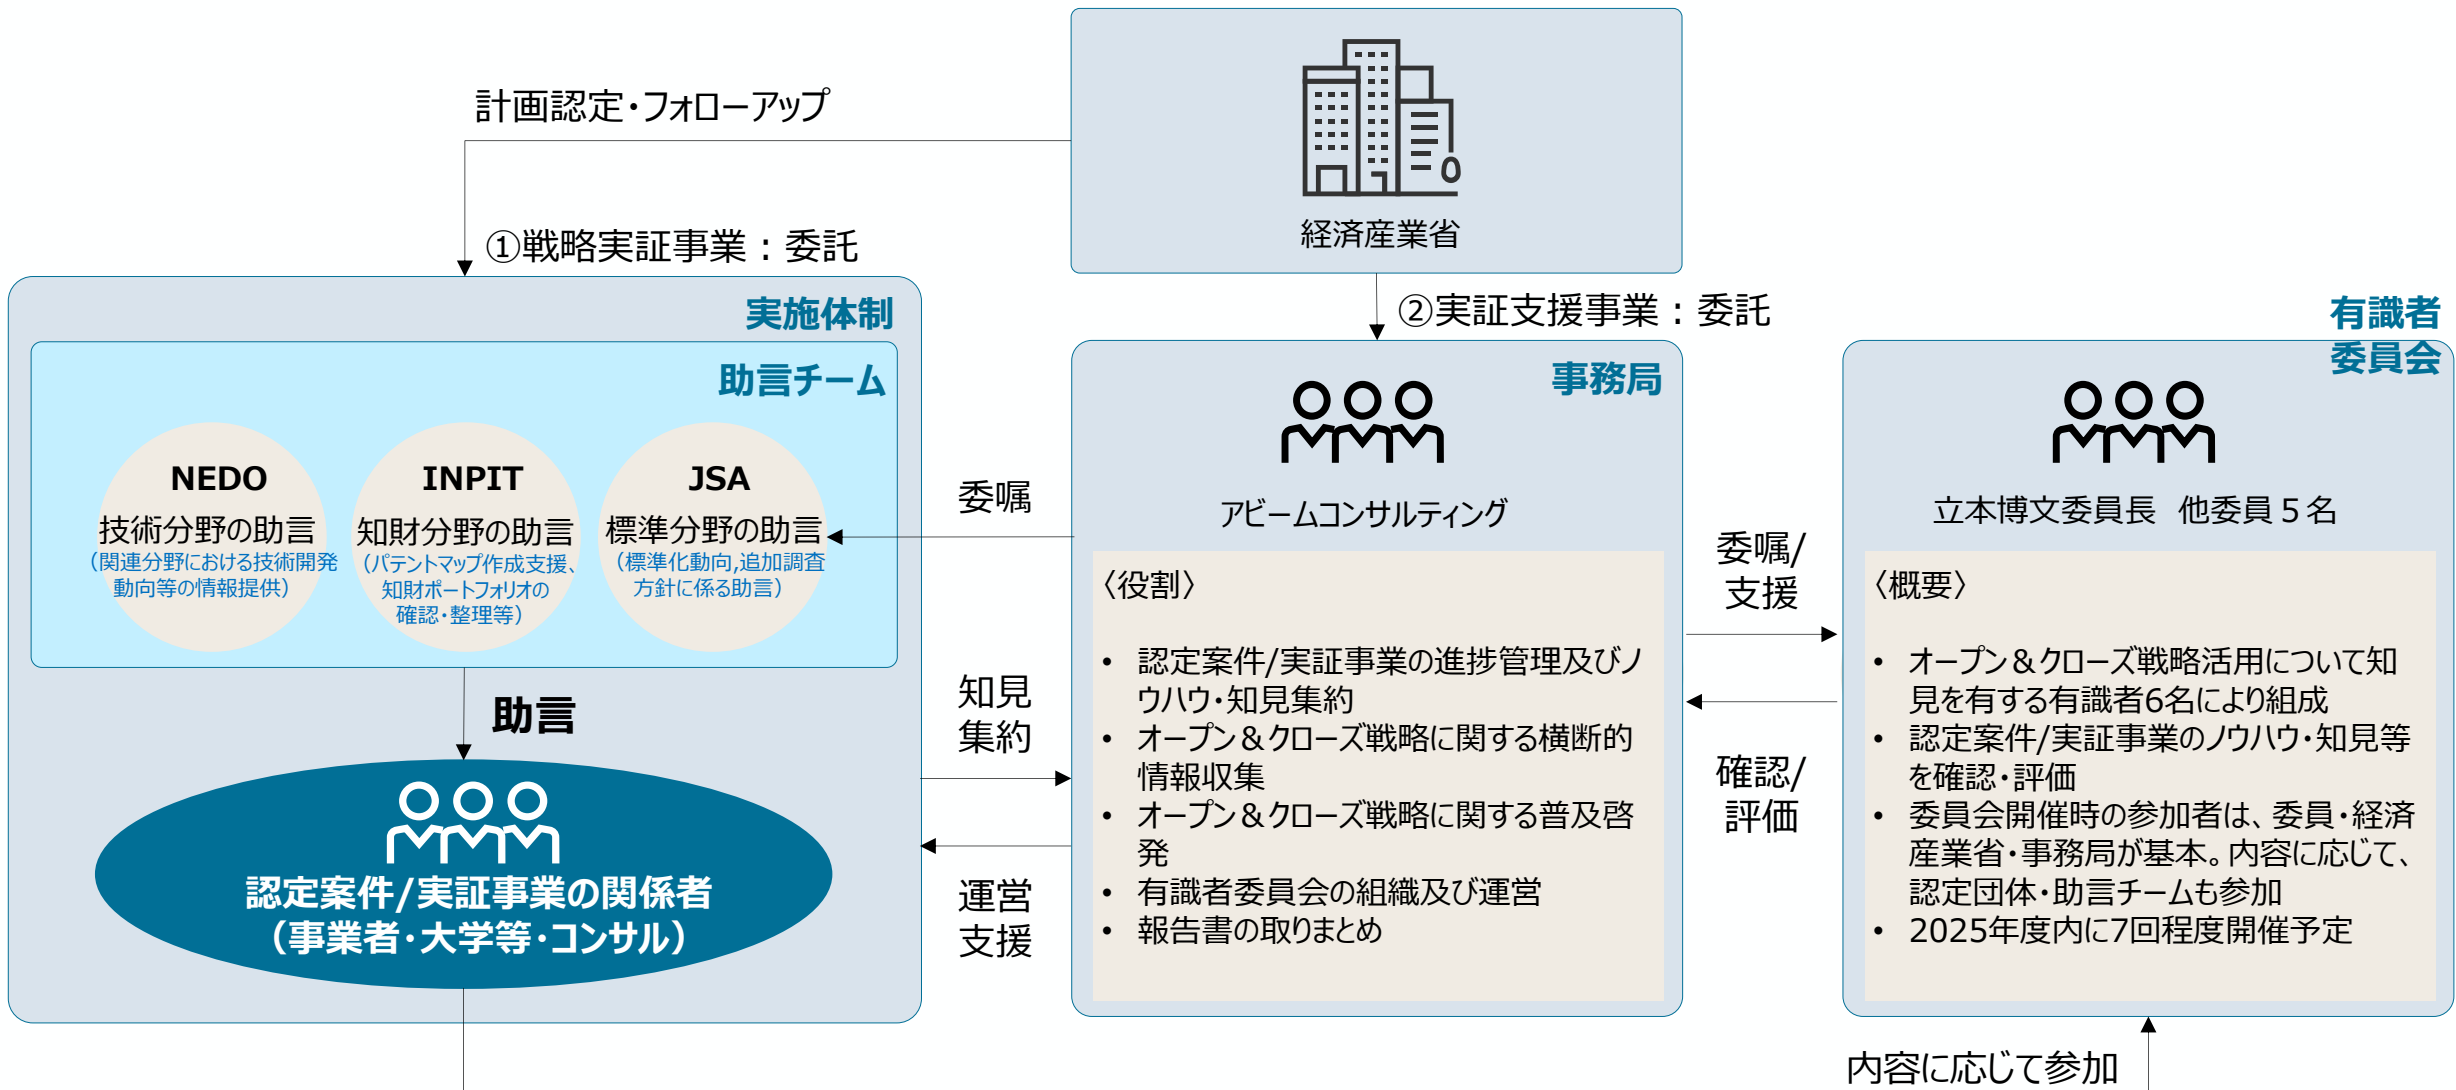 計画認定・フォローアップ
経済産業省
①戦略実証事業：委託
②実証支援事業：委託
実施体制
助言チーム
NEDO
技術分野の助言
（関連分野における技術開発
動向等の情報提供）
INPIT
知財分野の助言
（パテントマップ作成支援、
知財ポートフォリオの
確認・整理等）
JSA
標準分野の助言
（標準化動向,追加調査
方針に係る助言）
助言
認定案件/実証事業の関係者
（事業者・大学等・コンサル）
委嘱
知見
集約
運営
支援
事務局
アビームコンサルティング
〈役割〉
• 認定案件/実証事業の進捗管理及びノ
ウハウ・知見集約
• オープン＆クローズ戦略に関する横断的
情報収集
• オープン＆クローズ戦略に関する普及啓
発
• 有識者委員会の組織及び運営
• 報告書の取りまとめ
委嘱/
支援
確認/
評価
有識者
委員会
立本博文委員長 他委員５名
〈概要〉
• オープン＆クローズ戦略活用について知
見を有する有識者6名により組成
• 認定案件/実証事業のノウハウ・知見等
を確認・評価
• 委員会開催時の参加者は、委員・経済
産業省・事務局が基本。内容に応じて、
認定団体・助言チームも参加
• 2025年度内に7回程度開催予定
内容に応じて参加